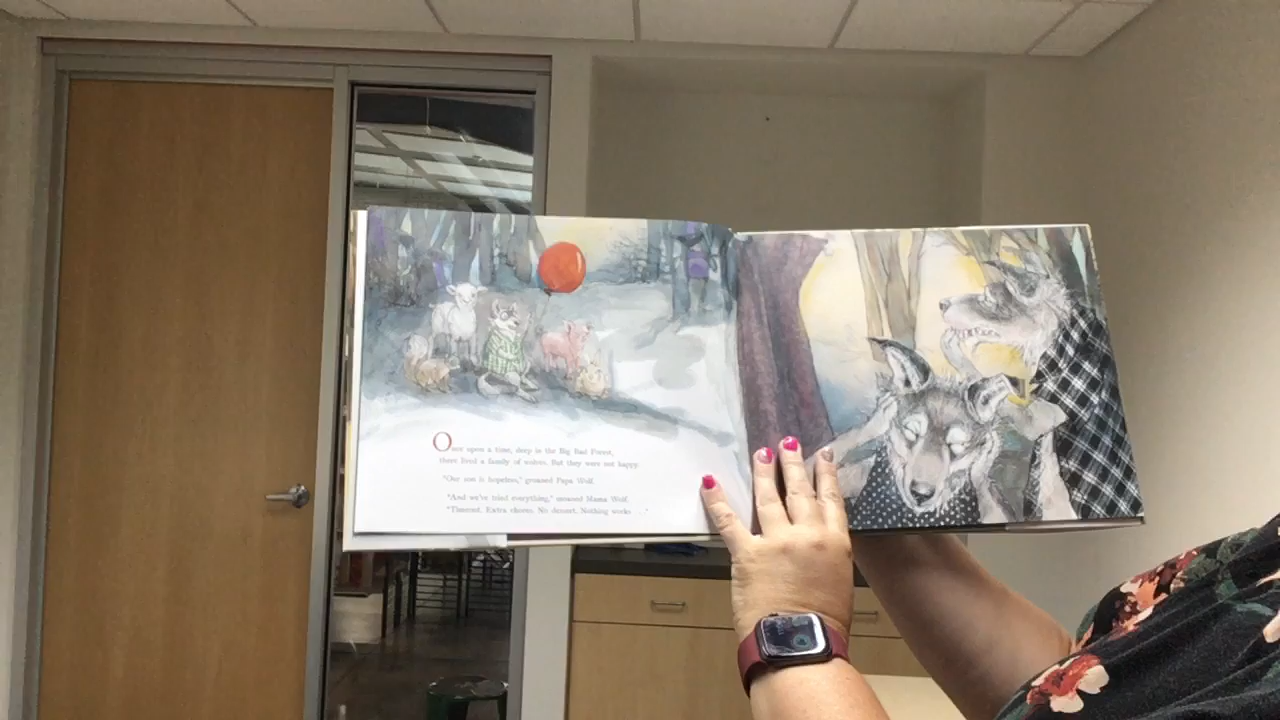 Once upon a time, deep in the Big Bad Forest,
there lived a family of wolves. But they were not happy.
"Our son is hopeless," groaned Papa Wolf.
"And we've tried everything," moaned Mama Wolf.
"Timeout. Extra chores. No dessert. Nothing works . . ."